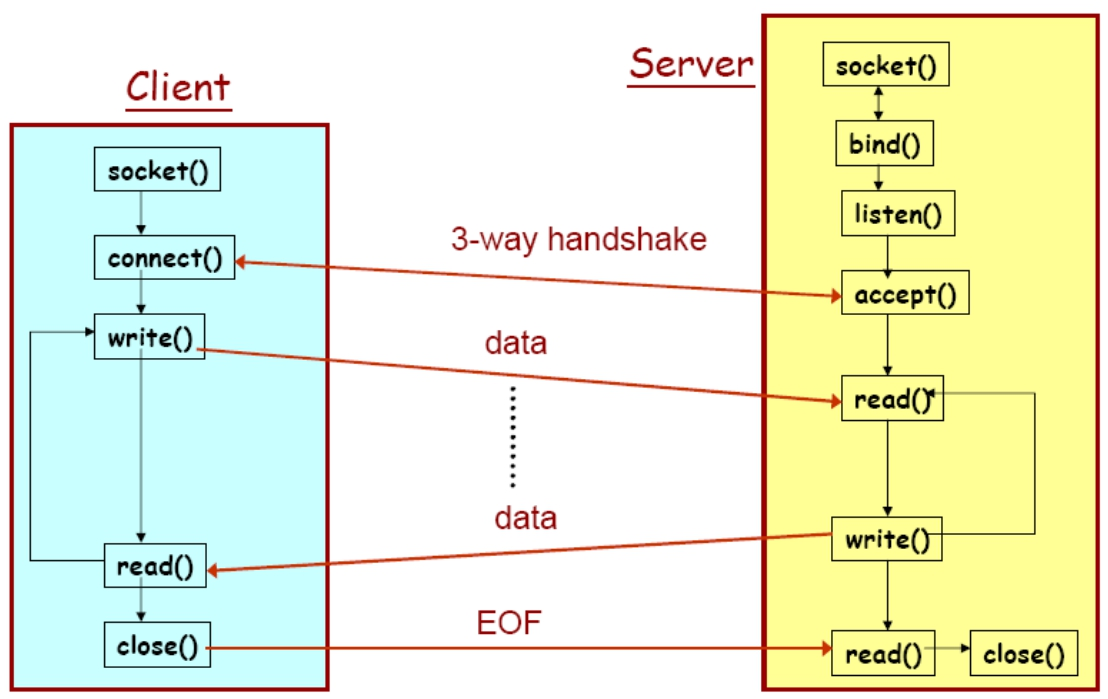 Client
socket()
connect()
write()
read()
close()
3-way handshake
data
data
EOF
Server
socket()
bind()
listen()
accept()
read()
write()
read()
close()